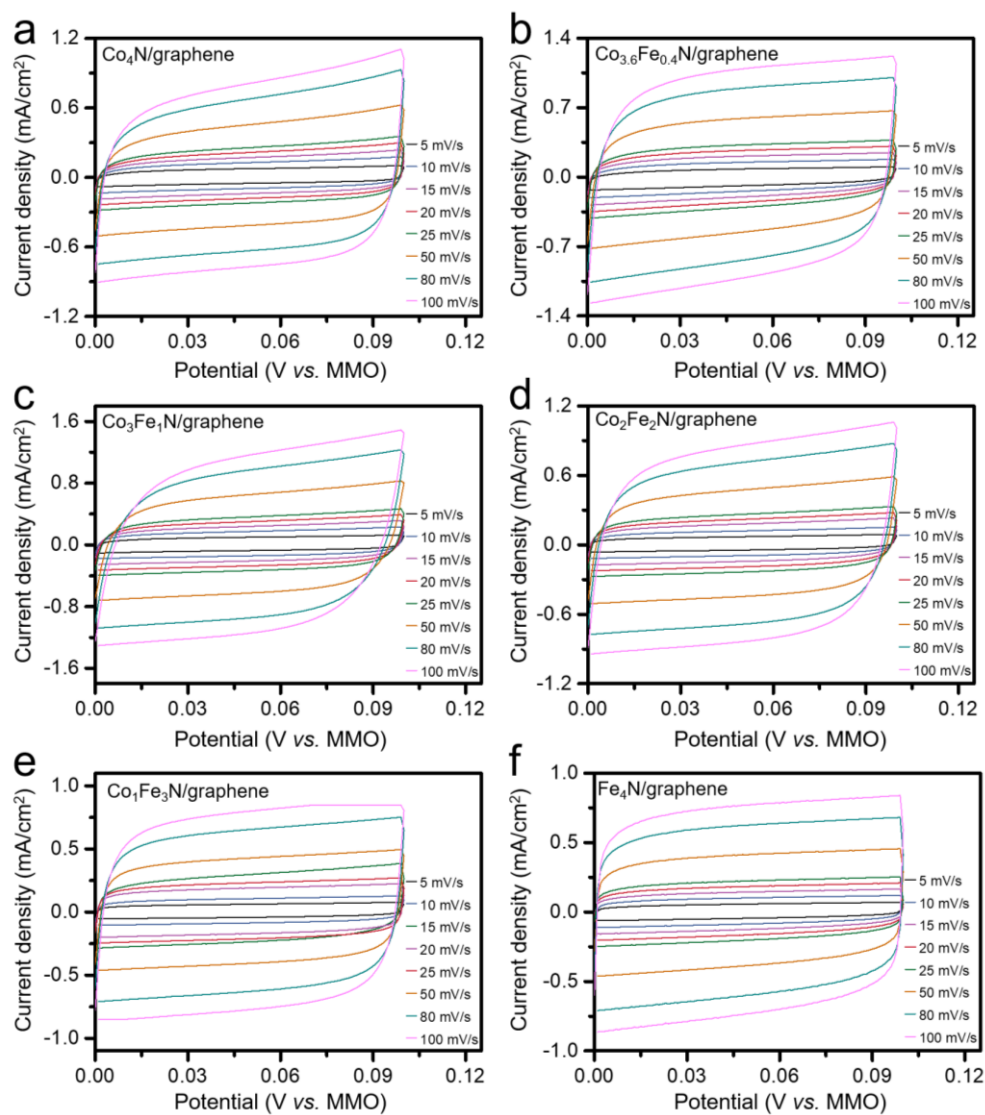 a
Co4N/graphene
Current density (mA/cm²)
1.2
0.6
0.0
-0.6
-1.2
5 mV/s
10 mV/s
15 mV/s
20 mV/s
25 mV/s
50 mV/s
80 mV/s
100 mV/s
0.00 0.03 0.06 0.09 0.12
Potential (V vs. MMO)
b
Co3.6Fe0.4N/graphene
Current density (mA/cm²)
1.4
0.7
0.0
-0.7
-1.4
5 mV/s
10 mV/s
15 mV/s
20 mV/s
25 mV/s
50 mV/s
80 mV/s
100 mV/s
0.00 0.03 0.06 0.09 0.12
Potential (V vs. MMO)
c
Co3Fe1N/graphene
Current density (mA/cm²)
1.6
0.8
0.0
-0.8
-1.6
5 mV/s
10 mV/s
15 mV/s
20 mV/s
25 mV/s
50 mV/s
80 mV/s
100 mV/s
0.00 0.03 0.06 0.09 0.12
Potential (V vs. MMO)
d
Co2Fe2N/graphene
Current density (mA/cm²)
1.2
0.6
0.0
-0.6
-1.2
5 mV/s
10 mV/s
15 mV/s
20 mV/s
25 mV/s
50 mV/s
80 mV/s
100 mV/s
0.00 0.03 0.06 0.09 0.12
Potential (V vs. MMO)
e
Co1Fe3N/graphene
Current density (mA/cm²)
1.0
0.5
0.0
-0.5
-1.0
5 mV/s
10 mV/s
15 mV/s
20 mV/s
25 mV/s
50 mV/s
80 mV/s
100 mV/s
0.00 0.03 0.06 0.09 0.12
Potential (V vs. MMO)
f
Fe4N/graphene
Current density (mA/cm²)
1.0
0.5
0.0
-0.5
-1.0
5 mV/s
10 mV/s
15 mV/s
20 mV/s
25 mV/s
50 mV/s
80 mV/s
100 mV/s
0.00 0.03 0.06 0.09 0.12
Potential (V vs. MMO)